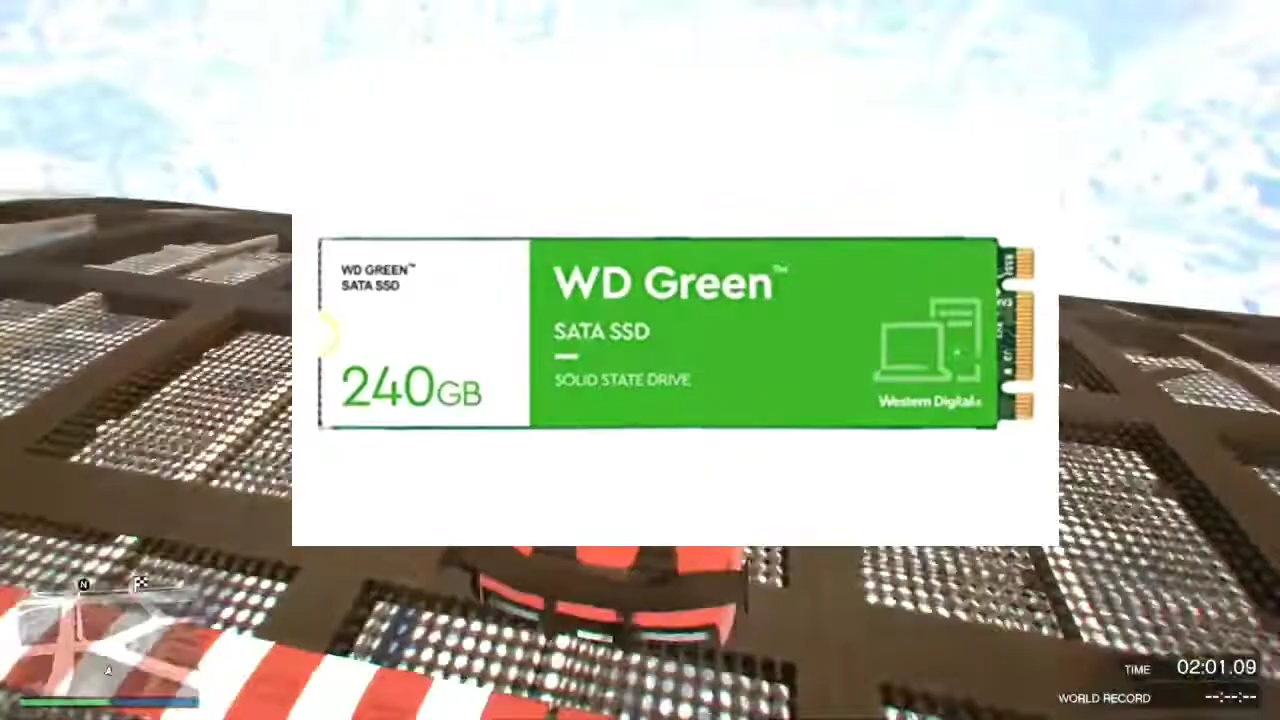 WD GREEN™
SATA SSD
240GB
WD Green™
SATA SSD
SOLID STATE DRIVE
Western Digital®
N
TIME 02:01.09
WORLD RECORD --:--.--